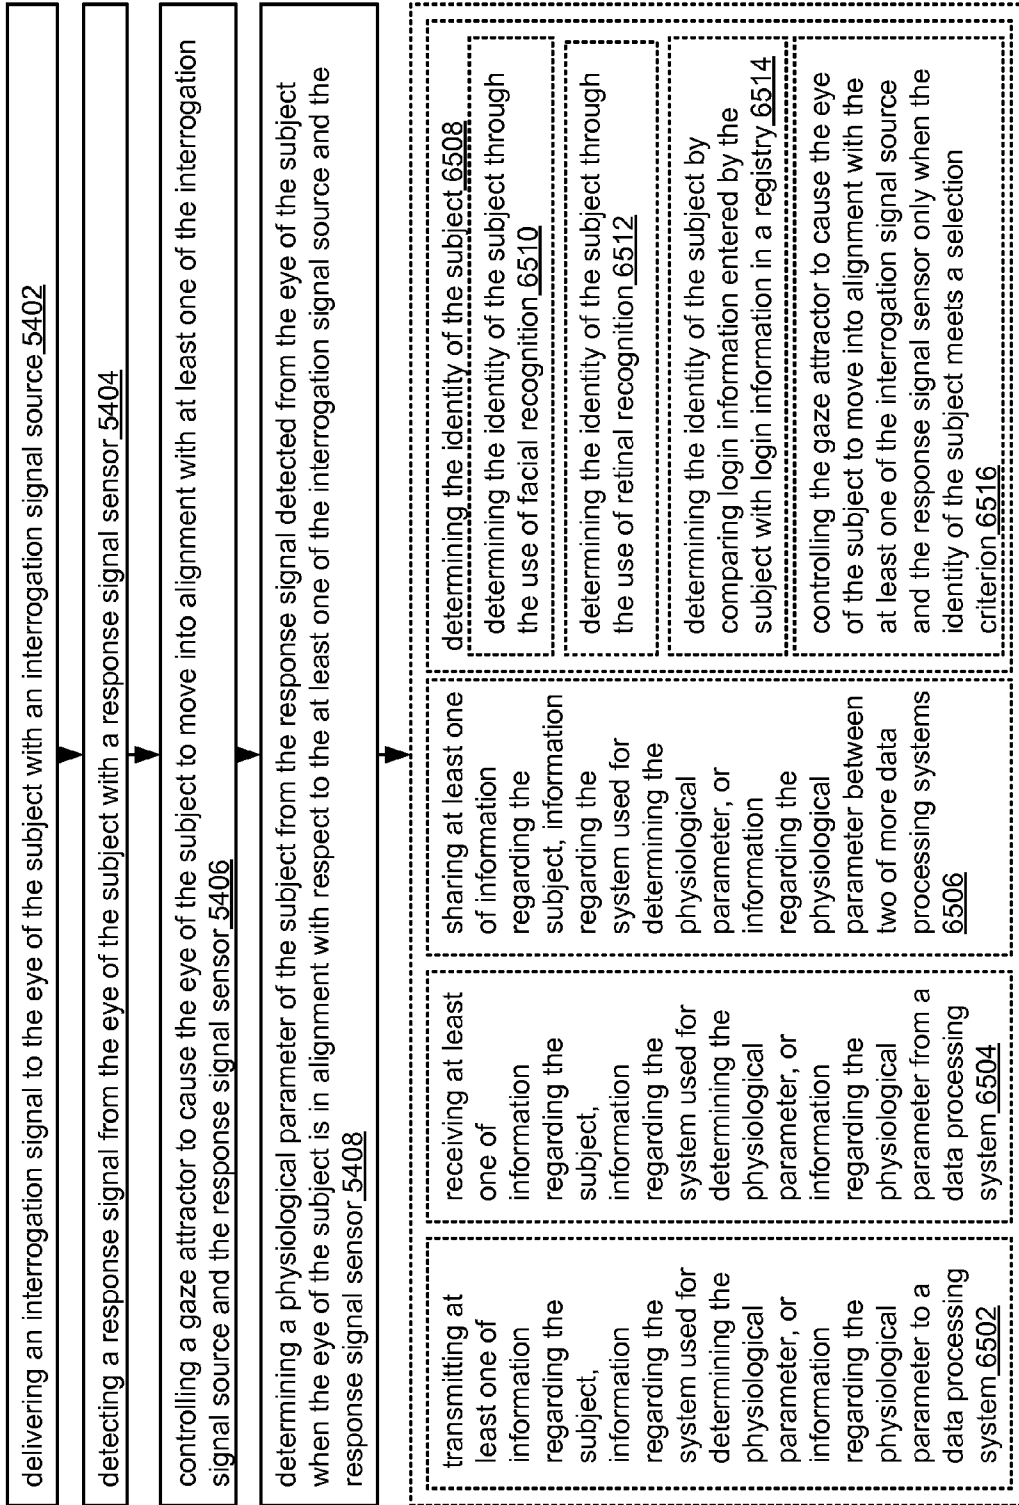 delivering an interrogation signal to the eye of the subject with an interrogation signal source 5402
detecting a response signal from the eye of the subject with a response signal sensor 5404
controlling a gaze attractor to cause the eye of the subject to move into alignment with at least one of the interrogation
signal source and the response signal sensor 5406
determining a physiological parameter of the subject from the response signal detected from the eye of the subject
when the eye of the subject is in alignment with respect to the at least one of the interrogation signal source and the
response signal sensor 5408
transmitting at
least one of
information
regarding the
subject,
information
regarding the
system used for
determining the
physiological
parameter, or
information
regarding the
physiological
parameter to a
data processing
system 6502
receiving at least
one of
information
regarding the
subject,
information
regarding the
system used for
determining the
physiological
parameter, or
information
regarding the
physiological
parameter from a
data processing
system 6504
sharing at least one
of information
regarding the
subject, information
regarding the
system used for
determining the
physiological
parameter, or
information
regarding the
physiological
parameter between
two of more data
processing systems
6506
determining the identity of the subject 6508
determining the identity of the subject through
the use of facial recognition 6510
determining the identity of the subject through
the use of retinal recognition 6512
determining the identity of the subject by
comparing login information entered by the
subject with login information in a registry 6514
controlling the gaze attractor to cause the eye
of the subject to move into alignment with the
at least one of the interrogation signal source
and the response signal sensor only when the
identity of the subject meets a selection
criterion 6516